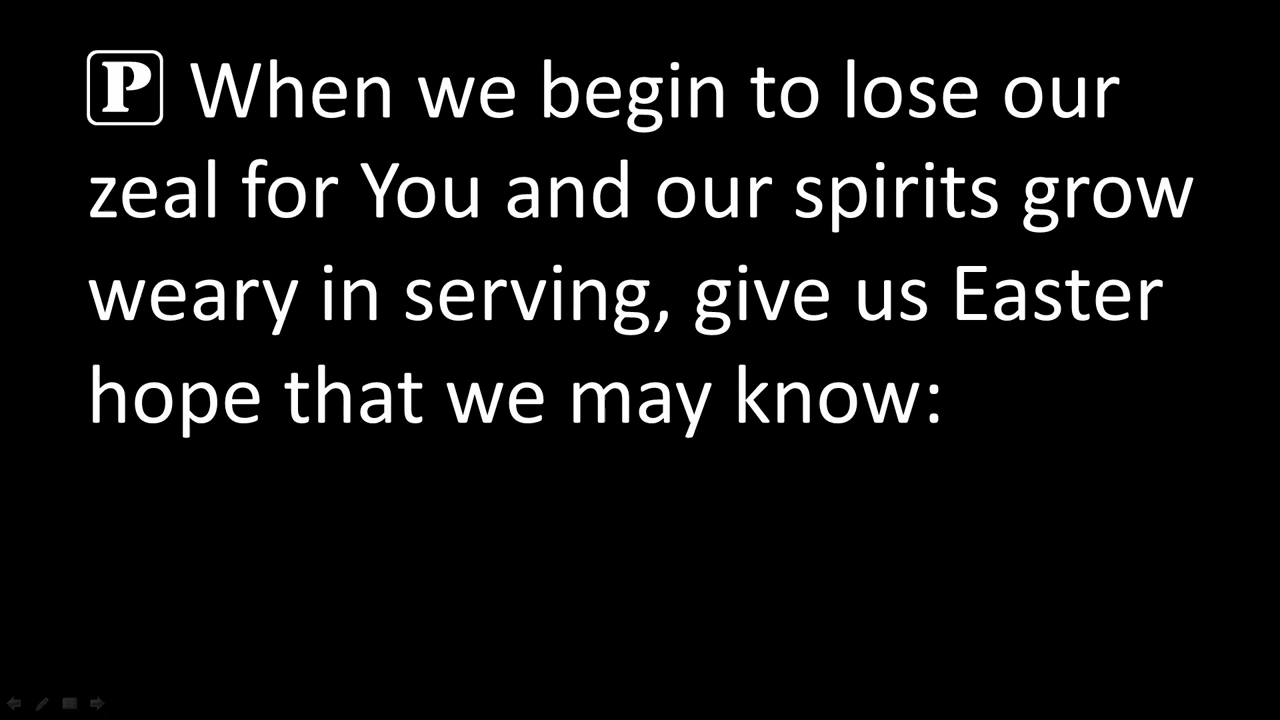 P When we begin to lose our
zeal for You and our spirits grow
weary in serving, give us Easter
hope that we may know: